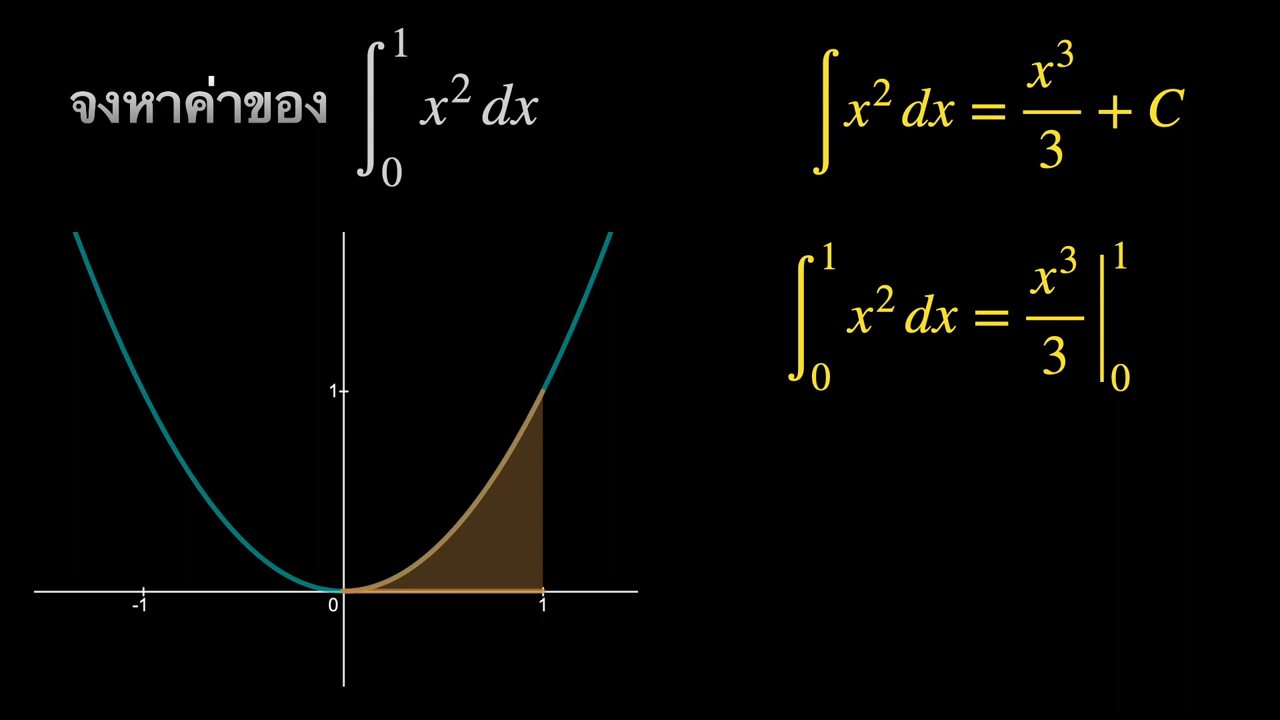 จงหาค่าของ ∫₀¹ x² dx
∫ x² dx = x³/3 + C
∫₀¹ x² dx = x³/3 |₀¹
1
-1 0 1